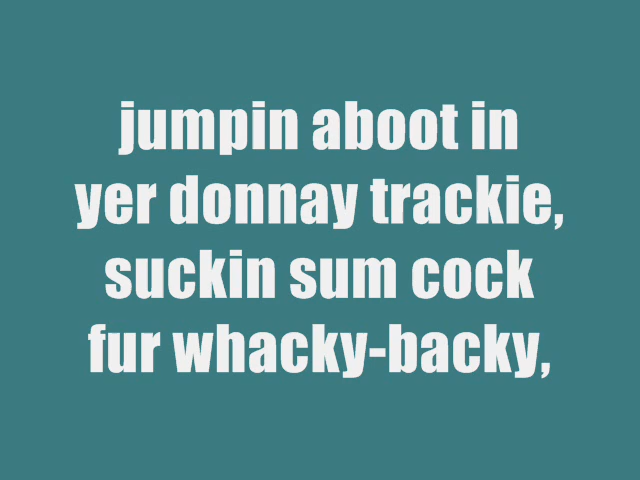 jumpin aboot in
yer donnay trackie,
suckin sum cock
fur whacky-backy,